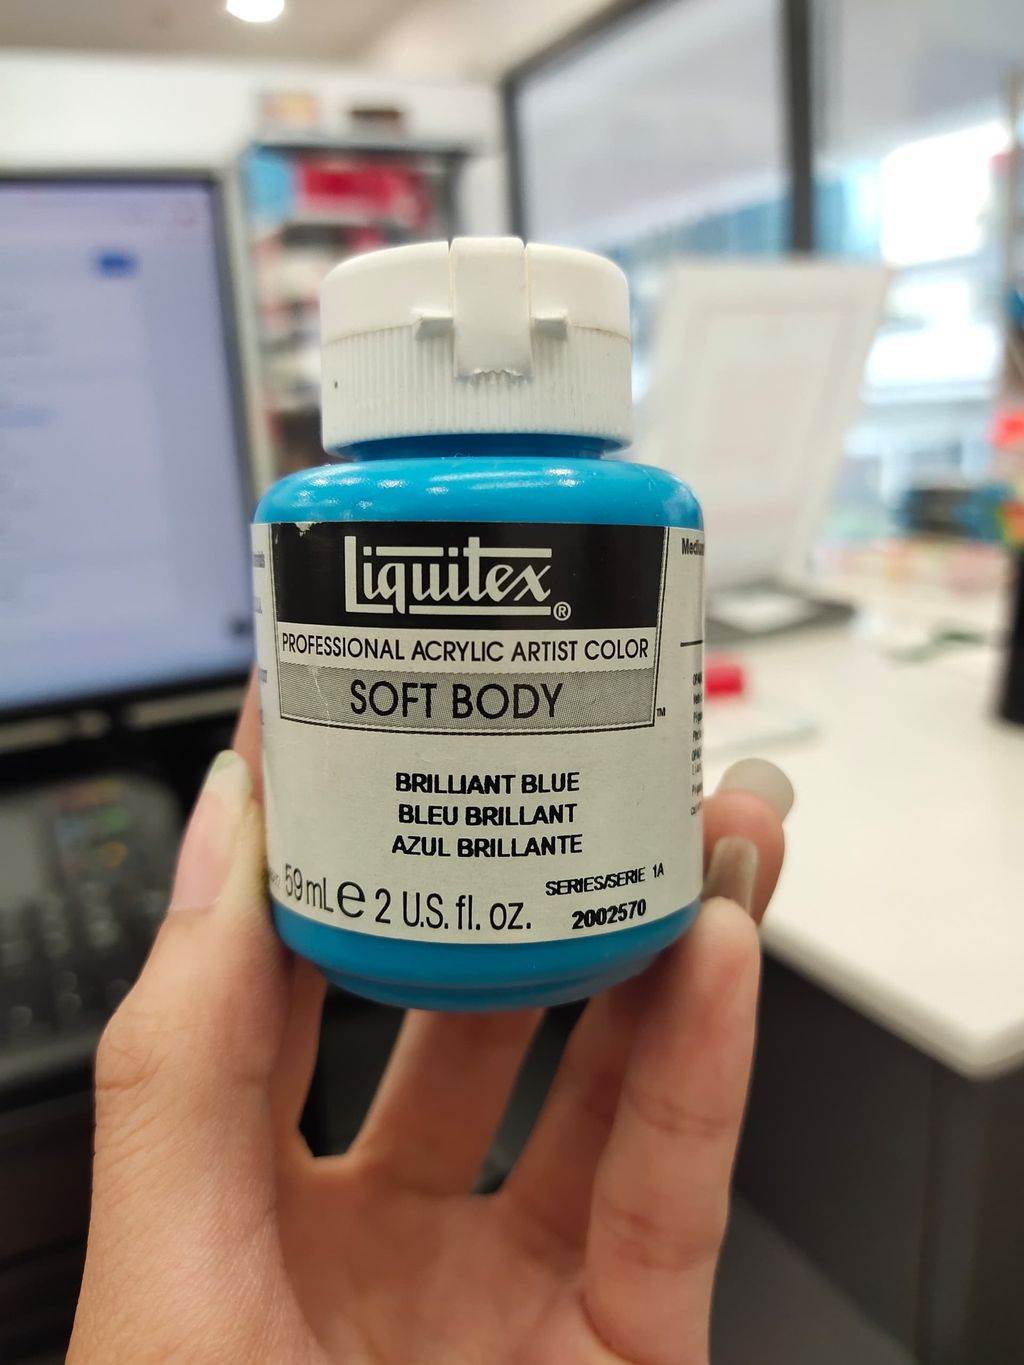 Liquitex®
PROFESSIONAL ACRYLIC ARTIST COLOR
SOFT BODY™
BRILLIANT BLUE
BLEU BRILLANT
AZUL BRILLANTE
SERIES/SERIE 1A
59 mL e 2 U.S. fl. oz.
2002570